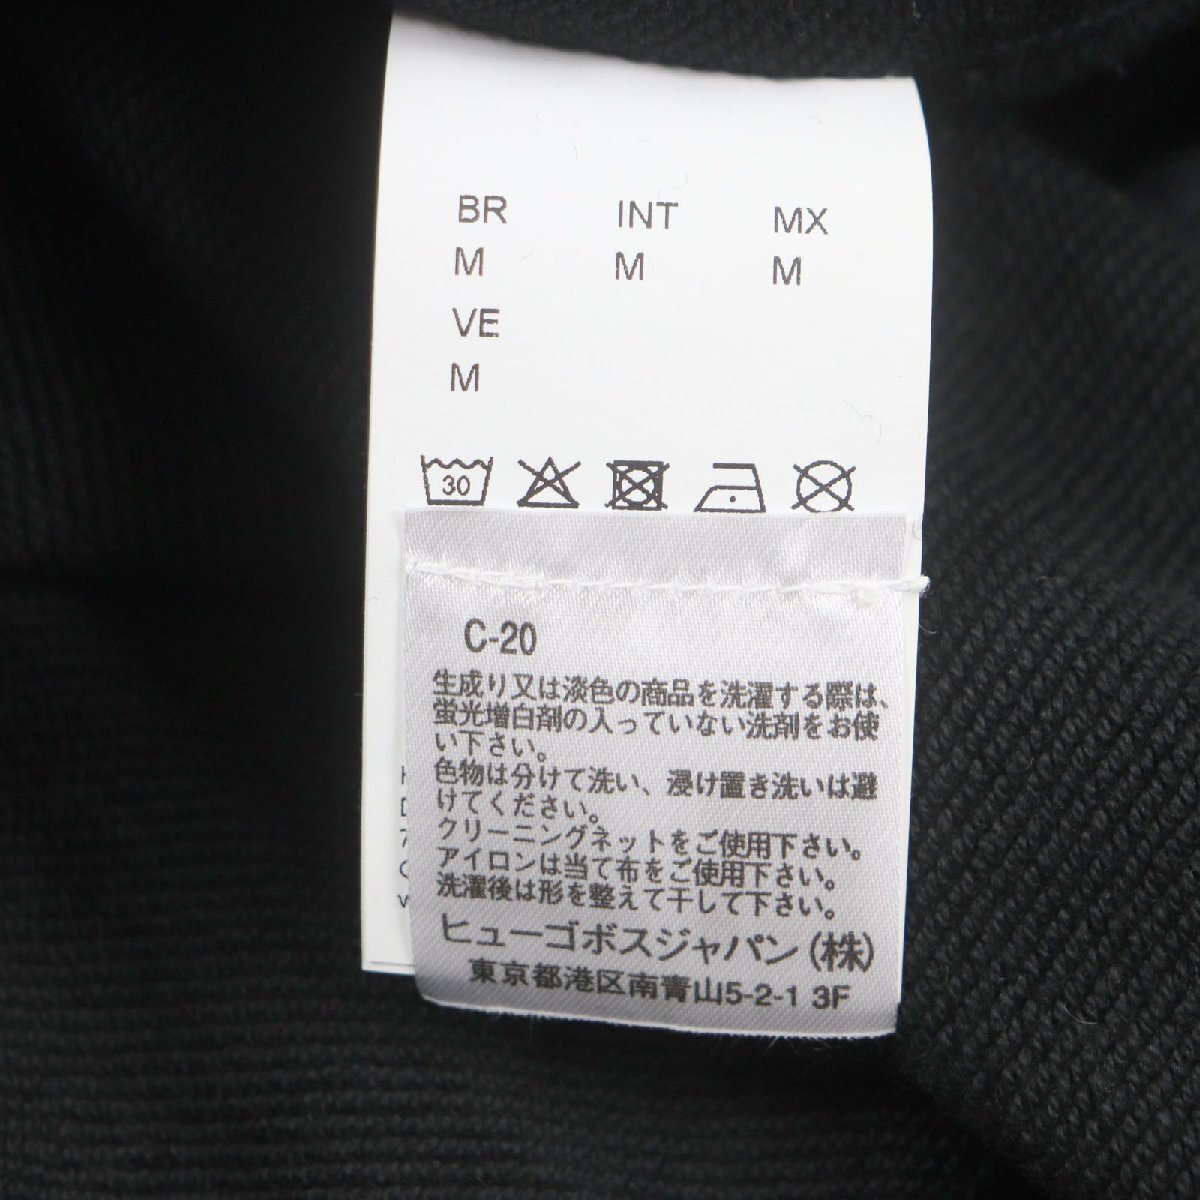 BR INT MX
M M M
VE
M
30
C-20
生成り又は淡色の商品を洗濯する際は、
蛍光増白剤の入っていない洗剤をお使
い下さい。
色物は分けて洗い、浸け置き洗いは避
けてください。
クリーニングネットをご使用下さい。
アイロンは当て布をご使用下さい。
洗濯後は形を整えて干して下さい。
ヒューゴボスジャパン(株)
東京都港区南青山5-2-1 3F